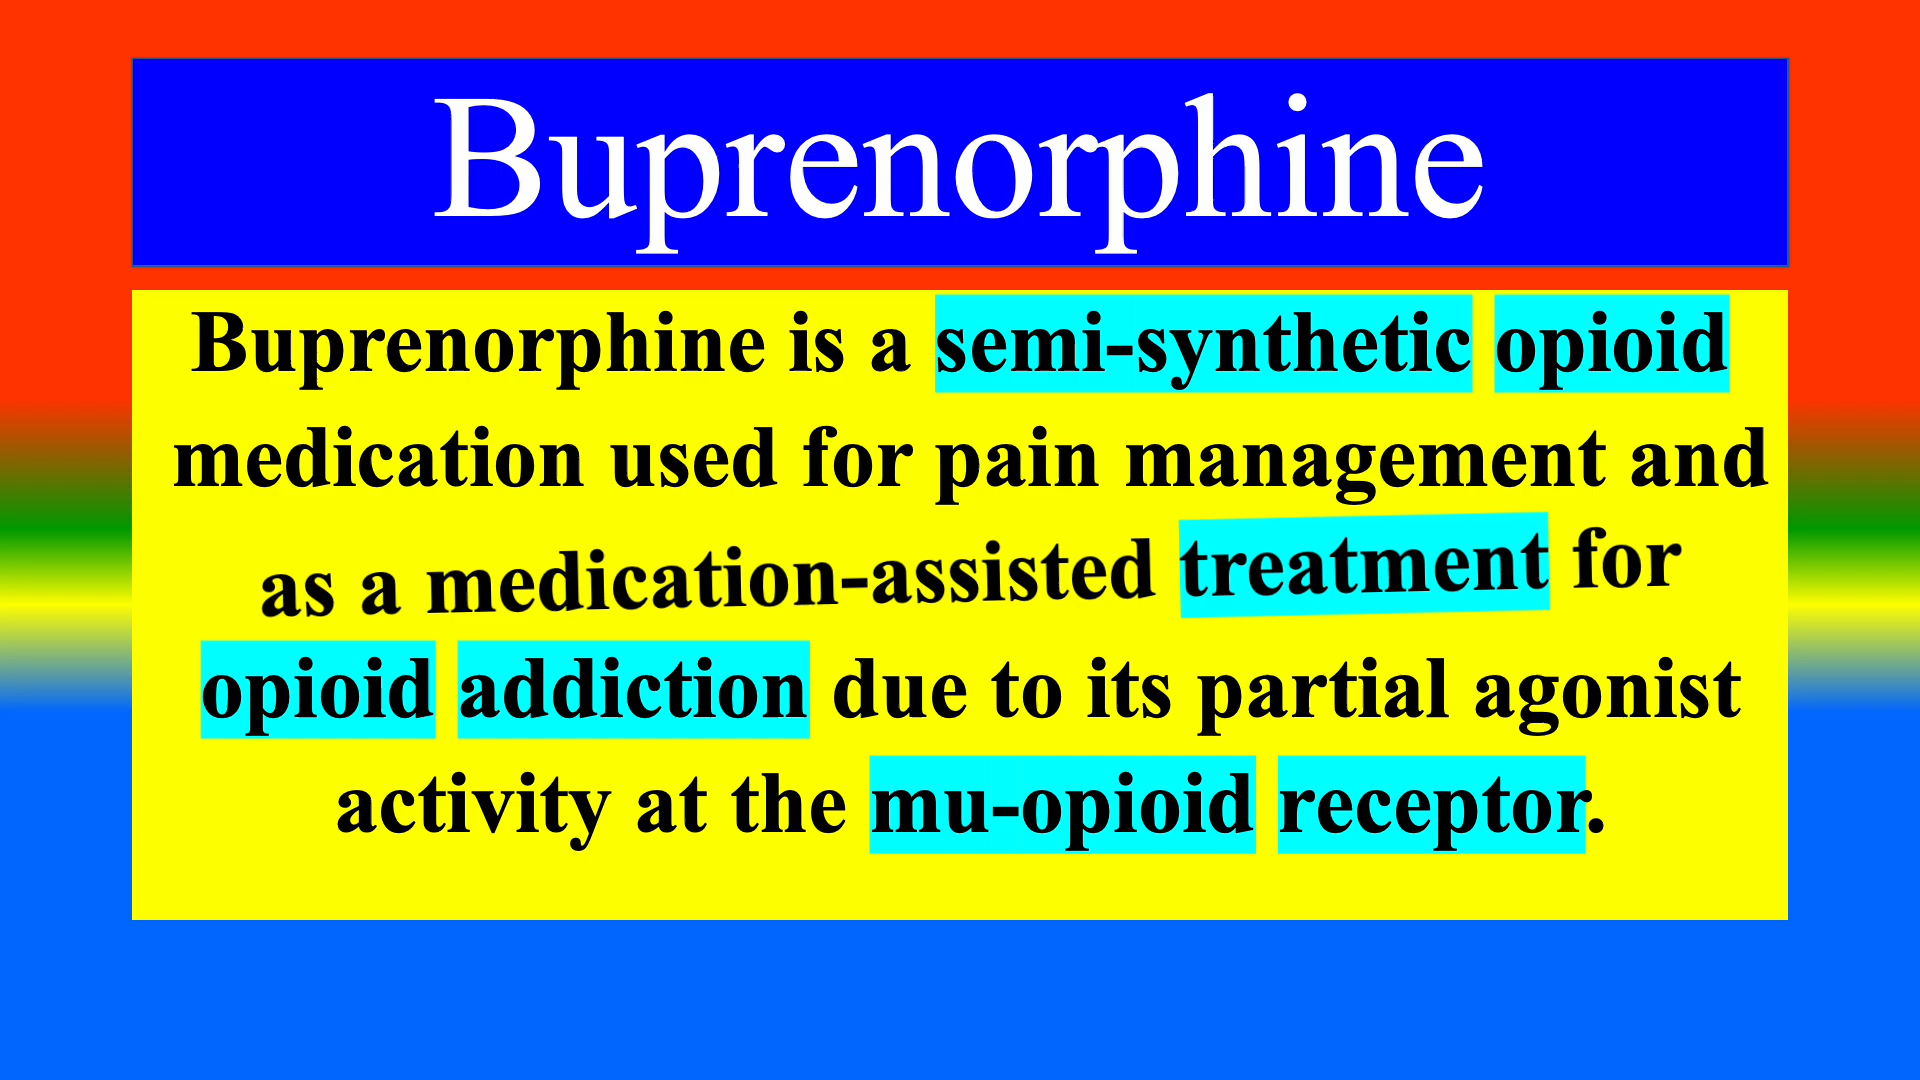 Buprenorphine
Buprenorphine is a semi-synthetic opioid
medication used for pain management and
as a medication-assisted treatment for
opioid addiction due to its partial agonist
activity at the mu-opioid receptor.